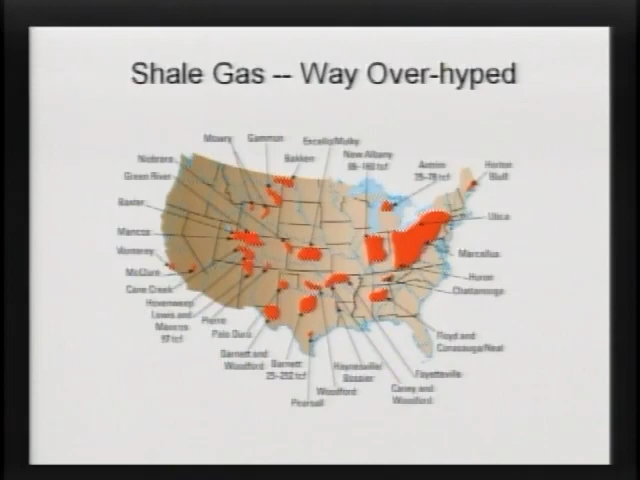 Shale Gas -- Way Over-hyped
Mowry
Gammon
Excello/Mulky
Niobrara
Bakken
New Albany
86–160 tcf
Antrim
35–76 tcf
Horton
Bluff
Green River
Baxter
Utica
Mancos
Monterey
Marcellus
McClure
Huron
Cane Creek
Chattanooga
Hovenweep
Lewis and
Mancos
97 tcf
Pierre
Palo Duro
Floyd and
Conasauga/Neal
Barnett and
Woodford
Barnett
25–252 tcf
Haynesville/
Bossier
Fayetteville
Woodford
Caney and
Woodford
Pearsall